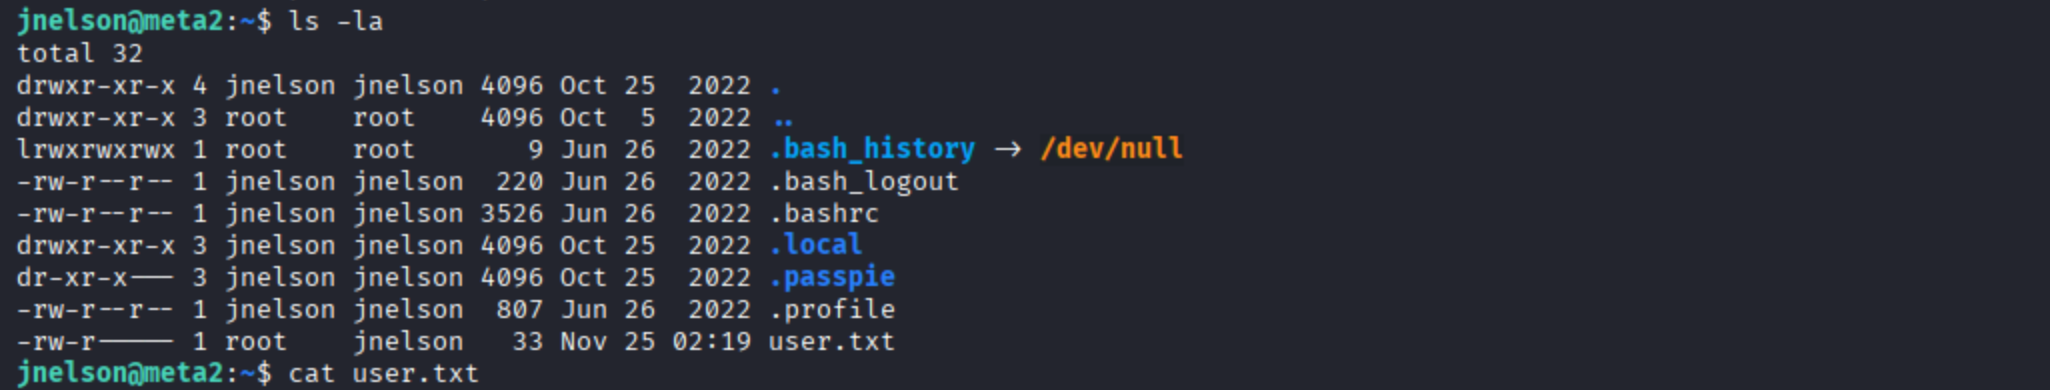 jnelson@meta2:~$ ls -la
total 32
drwxr-xr-x 4 jnelson jnelson 4096 Oct 25  2022 .
drwxr-xr-x 3 root    root    4096 Oct  5  2022 ..
lrwxrwxrwx 1 root    root       9 Jun 26  2022 .bash_history → /dev/null
-rw-r--r-- 1 jnelson jnelson  220 Jun 26  2022 .bash_logout
-rw-r--r-- 1 jnelson jnelson 3526 Jun 26  2022 .bashrc
drwxr-xr-x 3 jnelson jnelson 4096 Oct 25  2022 .local
dr-xr-x--- 3 jnelson jnelson 4096 Oct 25  2022 .passpie
-rw-r--r-- 1 jnelson jnelson  807 Jun 26  2022 .profile
-rw-r----- 1 root    jnelson   33 Nov 25 02:19 user.txt
jnelson@meta2:~$ cat user.txt